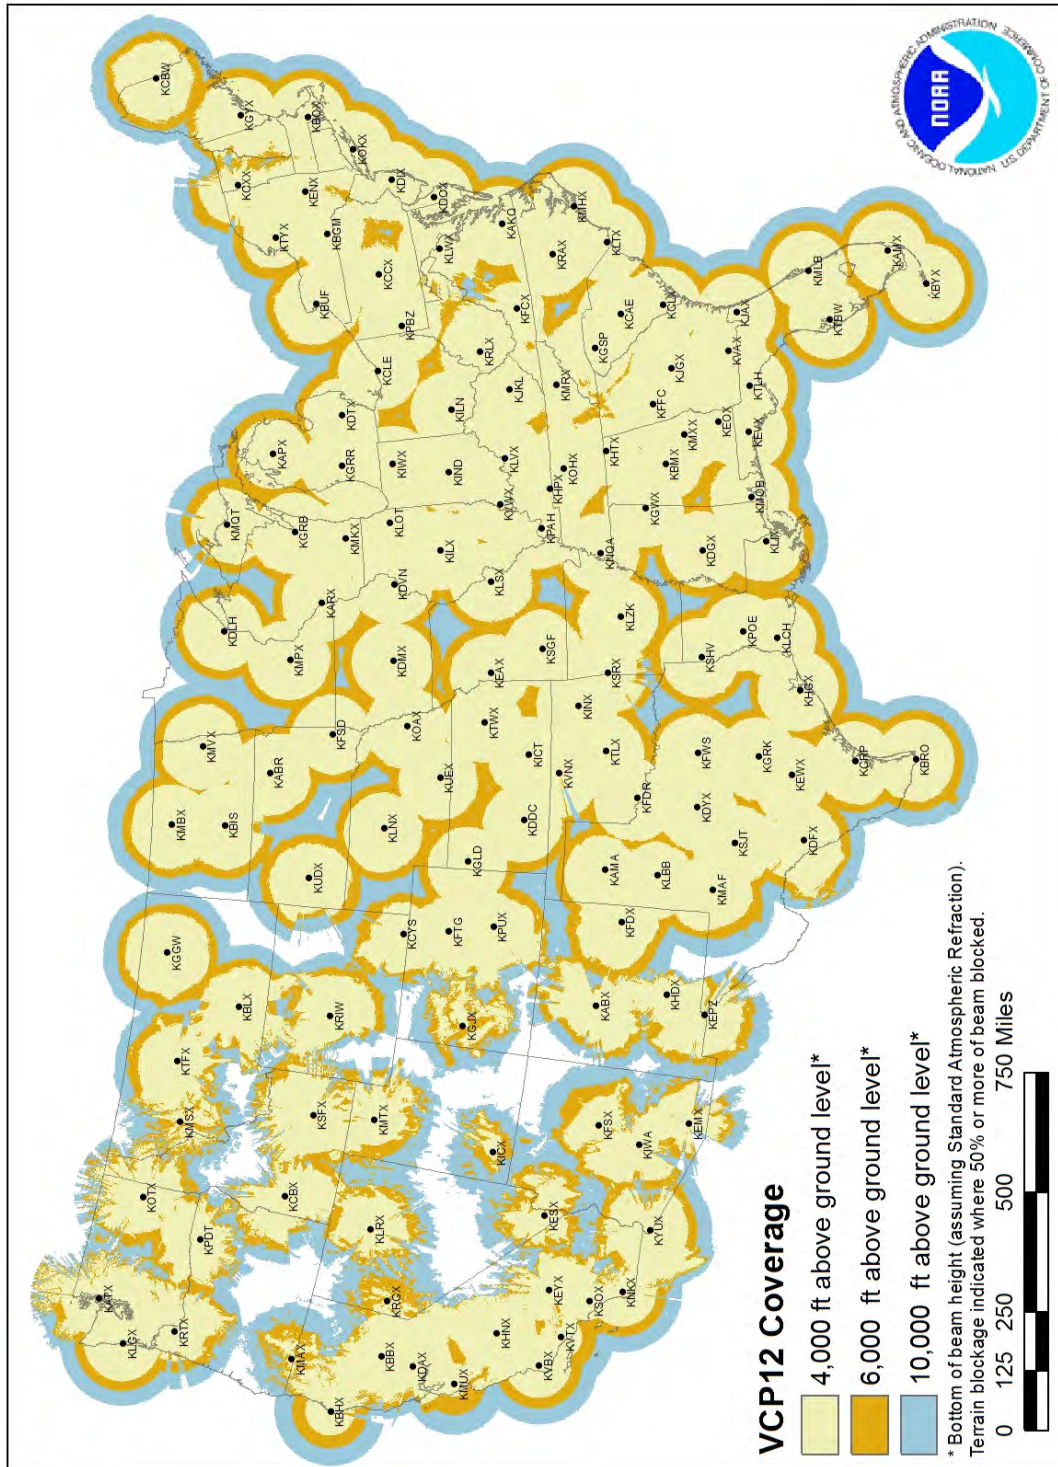 KATX
KLGX
KOTX
KRTX
KPDT
KMSX
KTFX
KGGW
KMBX
KMVX
KBIS
KDLH
KMQT
KCBW
KBLX
KCXX
KGYX
KABR
KMPX
KAPX
KTYX
KMAX
KCBX
KGRB
KENX
KBOX
KBHX
KSFX
KRIW
KUDX
KFSD
KARX
KBUF
KBGM
KMKX
KGRR
KDTX
KOKX
KRGX
KLRX
KMTX
KBBX
KLNX
KDMX
KDVN
KLOT
KIWX
KCLE
KCCX
KDIX
KDAX
KCYS
KOAX
KPBZ
KDOX
KMUX
KGJX
KFTG
KGLD
KUEX
KILX
KIND
KILN
KLWX
KHNX
KICX
KPUX
KTWX
KEAX
KLSX
KVWX
KLVX
KRLX
KJKL
KFCX
KAKQ
KVBX
KVTX
KEYX
KESX
KDDC
KICT
KVNX
KSGF
KPAH
KHPX
KOHX
KMRX
KRAX
KMHX
KSOX
KFSX
KABX
KAMA
KTLX
KINX
KSRX
KNQA
KHTX
KGSP
KLTX
KNKX
KYUX
KIWA
KFDX
KFDR
KLZK
KGWX
KBMX
KFFC
KCAE
KEMX
KHDX
KLBB
KMXX
KJGX
KCLX
KEPZ
KMAF
KDYX
KFWS
KSHV
KDGX
KEOX
KVAX
KJAX
KSJT
KGRK
KPOE
KMOB
KEVX
KTLH
KDFX
KEWX
KHGX
KLCH
KLIX
KTBW
KMLB
KCRP
KBRO
KAMX
KBYX
VCP12 Coverage
4,000 ft above ground level*
6,000 ft above ground level*
10,000 ft above ground level*
* Bottom of beam height (assuming Standard Atmospheric Refraction).
Terrain blockage indicated where 50% or more of beam blocked.
0 125 250 500 750 Miles
NATIONAL OCEANIC AND ATMOSPHERIC ADMINISTRATION
NOAA
U.S. DEPARTMENT OF COMMERCE